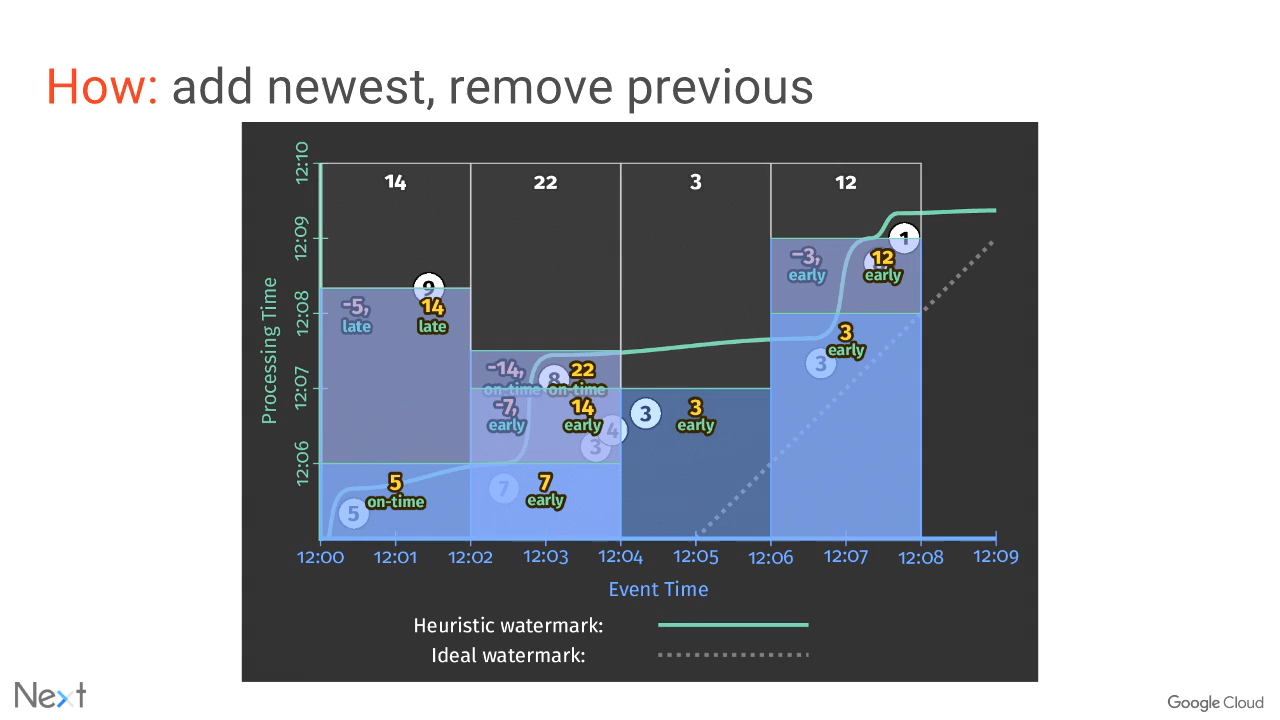 How: add newest, remove previous
14 22 3 12
12:10
12:09
12:08
12:07
12:06
Processing Time
1
-3, 12
early early
9
-5, 14
late late
3
early
3
-14, 8 22
on-time on-time
-7, 14
early early
4
3
3 3
early
5
on-time
5
7
early
7
12:00 12:01 12:02 12:03 12:04 12:05 12:06 12:07 12:08 12:09
Event Time
Heuristic watermark:
Ideal watermark:
Next
Google Cloud